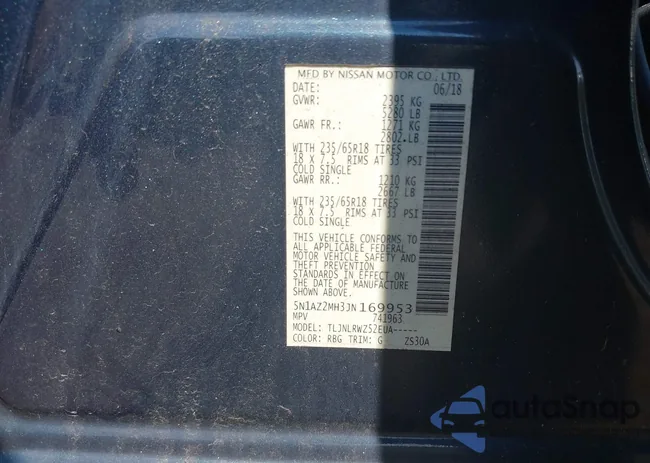 MFD BY NISSAN MOTOR CO., LTD.
DATE: 06/18
GVWR: 2395 KG
5280 LB
GAWR FR.: 1271 KG
2802 LB
WITH 235/65R18 TIRES
18 X 7.5 RIMS AT 33 PSI
COLD SINGLE
GAWR RR.: 1210 KG
2667 LB
WITH 235/65R18 TIRES
18 X 7.5 RIMS AT 33 PSI
COLD SINGLE
THIS VEHICLE CONFORMS TO
ALL APPLICABLE FEDERAL
MOTOR VEHICLE SAFETY AND
THEFT PREVENTION
STANDARDS IN EFFECT ON
THE DATE OF MANUFACTURE
SHOWN ABOVE.
5N1AZ2MH3JN169953
MPV 741963
MODEL: TLJNLRWZ52EUA-----
COLOR: RBG TRIM: G ZS30A
autoSnap